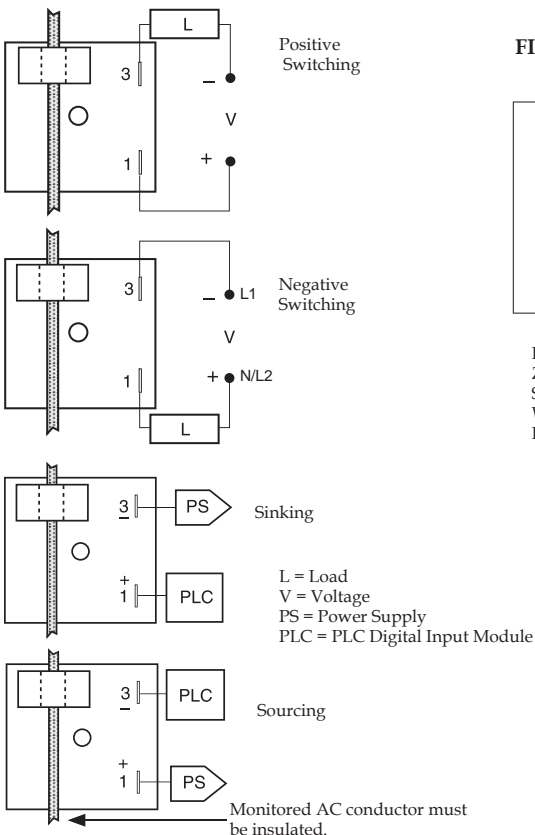 L
Positive
Switching
3
–
V
1
+
FI
Negative
Switching
3
– L1
V
1
+ N/L2
L
3
–
PS
Sinking
+
1
PLC
L = Load
V = Voltage
PS = Power Supply
PLC = PLC Digital Input Module
3
–
PLC
Sourcing
+
1
PS
Monitored AC conductor must
be insulated.